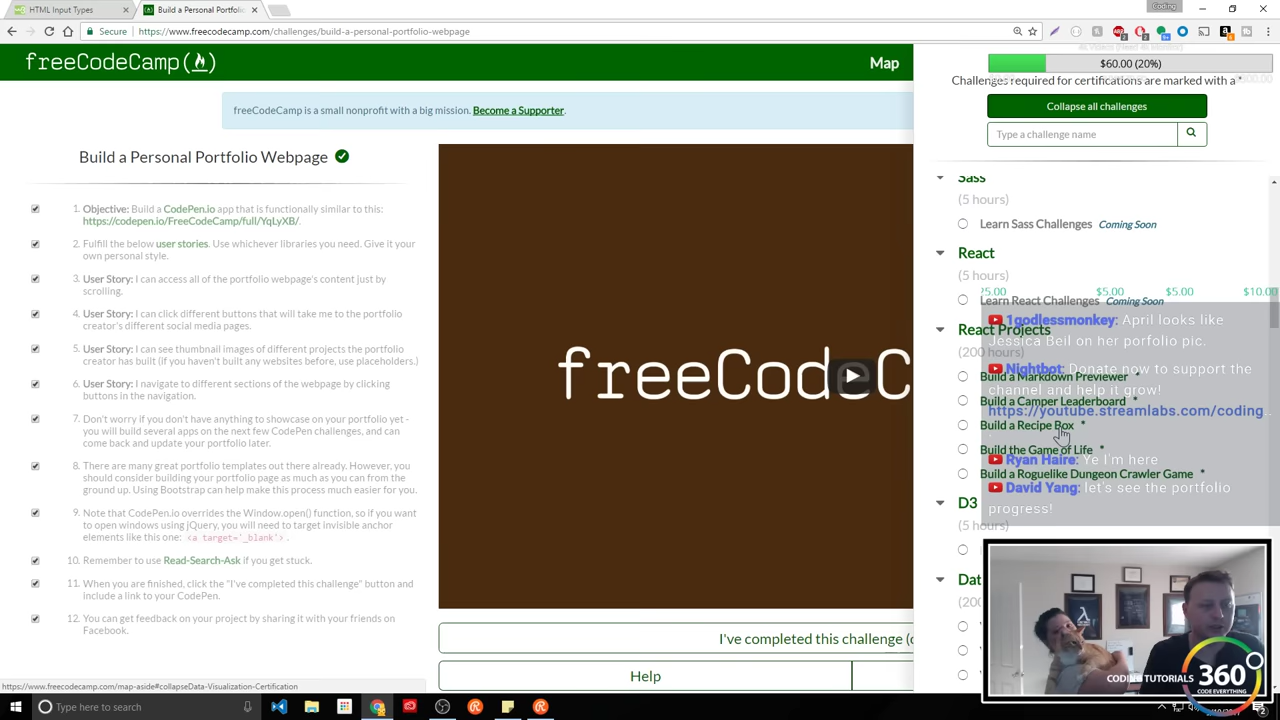 HTML Input Types
Build a Personal Portfolio
Coding
Secure
https://www.freecodecamp.com/challenges/build-a-personal-portfolio-webpage
freeCodeCamp
Map
freeCodeCamp is a small nonprofit with a big mission. Become a Supporter.
Build a Personal Portfolio Webpage
1. Objective: Build a CodePen.io app that is functionally similar to this:
https://codepen.io/FreeCodeCamp/full/YqLyXB/.
2. Fulfill the below user stories. Use whichever libraries you need. Give it your
own personal style.
3. User Story: I can access all of the portfolio webpage's content just by
scrolling.
4. User Story: I can click different buttons that will take me to the portfolio
creator's different social media pages.
5. User Story: I can see thumbnail images of different projects the portfolio
creator has built (if you haven't built any websites before, use placeholders.)
6. User Story: I navigate to different sections of the webpage by clicking
buttons in the navigation.
7. Don't worry if you don't have anything to showcase on your portfolio yet -
you will build several apps on the next few CodePen challenges, and can
come back and update your portfolio later.
8. There are many great portfolio templates out there already. However, you
should consider building your portfolio page as much as you can from the
ground up. Using Bootstrap can help make this process much easier for you.
9. Note that CodePen.io overrides the Window.open() function, so if you want
to open windows using jQuery, you will need to target invisible anchor
elements like this one: <a target='_blank'>.
10. Remember to use Read-Search-Ask if you get stuck.
11. When you are finished, click the "I've completed this challenge" button and
include a link to your CodePen.
12. You can get feedback on your project by sharing it with your friends on
Facebook.
freeCodeC
I've completed this challenge (c
Help
$60.00 (20%)
Challenges required for certifications are marked with a *
Collapse all challenges
Type a challenge name
Sass
(5 hours)
Learn Sass Challenges Coming Soon
React
(5 hours)
25.00 $5.00 $5.00 $10.00
Learn React Challenges Coming Soon
React Projects
(200 hours)
Build a Markdown Previewer *
Build a Camper Leaderboard *
Build a Recipe Box *
Build the Game of Life *
Build a Roguelike Dungeon Crawler Game *
D3
(5 hours)
Dat
(200
1godlessmonkey: April looks like
Jessica Beil on her porfolio pic.
Nightbot: Donate now to support the
channel and help it grow!
https://youtube.streamlabs.com/coding...
Ryan Haire: Ye I'm here
David Yang: let's see the portfolio
progress!
CODING TUTORIALS 360°
CODE EVERYTHING
https://www.freecodecamp.com/map-aside#collapseData-Visualization-Certification
Type here to search